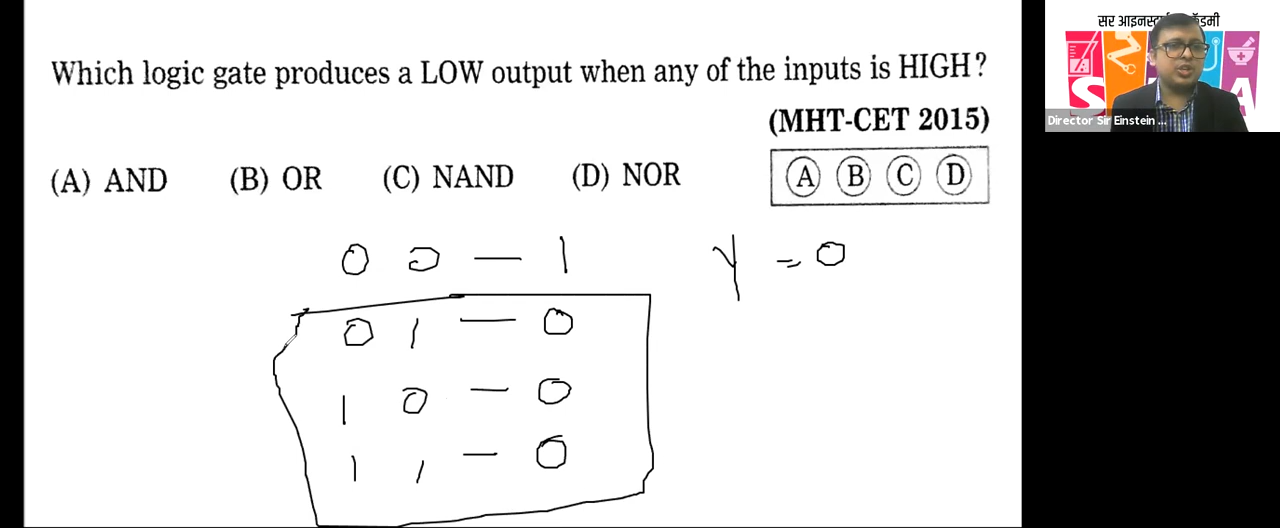 Which logic gate produces a LOW output when any of the inputs is HIGH?
(MHT-CET 2015)
(A) AND (B) OR (C) NAND (D) NOR
A B C D
0 0 — 1
Y = 0
0 1 — 0
1 0 — 0
1 1 — 0
सर
S A
Director Sir Einstein ...